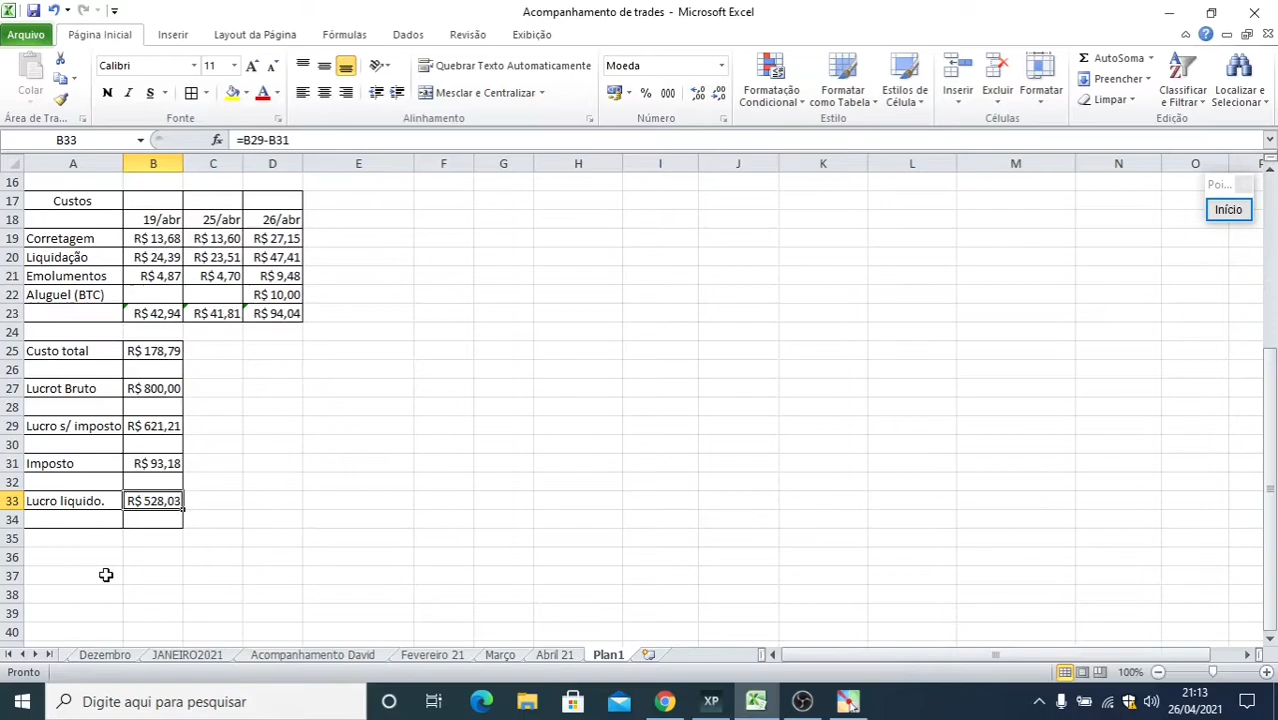 Acompanhamento de trades - Microsoft Excel
Arquivo Página Inicial Inserir Layout da Página Fórmulas Dados Revisão Exibição
Colar Calibri 11 Quebrar Texto Automaticamente Moeda Formatação Condicional Formatar como Tabela Estilos de Célula Inserir Excluir Formatar AutoSoma Classificar e Filtrar Localizar e Selecionar
N I S Mesclar e Centralizar % 000 Preencher
Limpar
Área de Tra... Fonte Alinhamento Número Estilo Células Edição
B33 fx =B29-B31
A B C D E F G H I J K L M N O
16
17 Custos
18 19/abr 25/abr 26/abr
19 Corretagem R$ 13,68 R$ 13,60 R$ 27,15
20 Liquidação R$ 24,39 R$ 23,51 R$ 47,41
21 Emolumentos R$ 4,87 R$ 4,70 R$ 9,48
22 Aluguel (BTC) R$ 10,00
23 R$ 42,94 R$ 41,81 R$ 94,04
24
25 Custo total R$ 178,79
26
27 Lucrot Bruto R$ 800,00
28
29 Lucro s/ imposto R$ 621,21
30
31 Imposto R$ 93,18
32
33 Lucro liquido. R$ 528,03
34
35
36
37
38
39
40
Poi...
Início
Dezembro JANEIRO2021 Acompanhamento David Fevereiro 21 Março Abril 21 Plan1
Pronto 100%
Digite aqui para pesquisar XP 21:13
26/04/2021